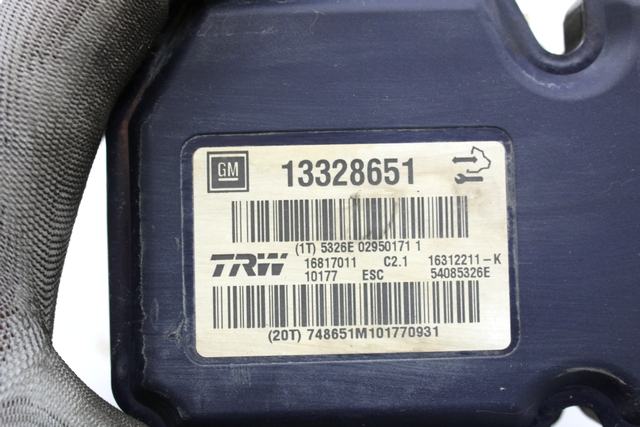 GM 13328651
(1T) 5326E 02950171 1
TRW 16817011 C2.1 16312211-K
10177 ESC 54085326E
(20T) 748651M101770931